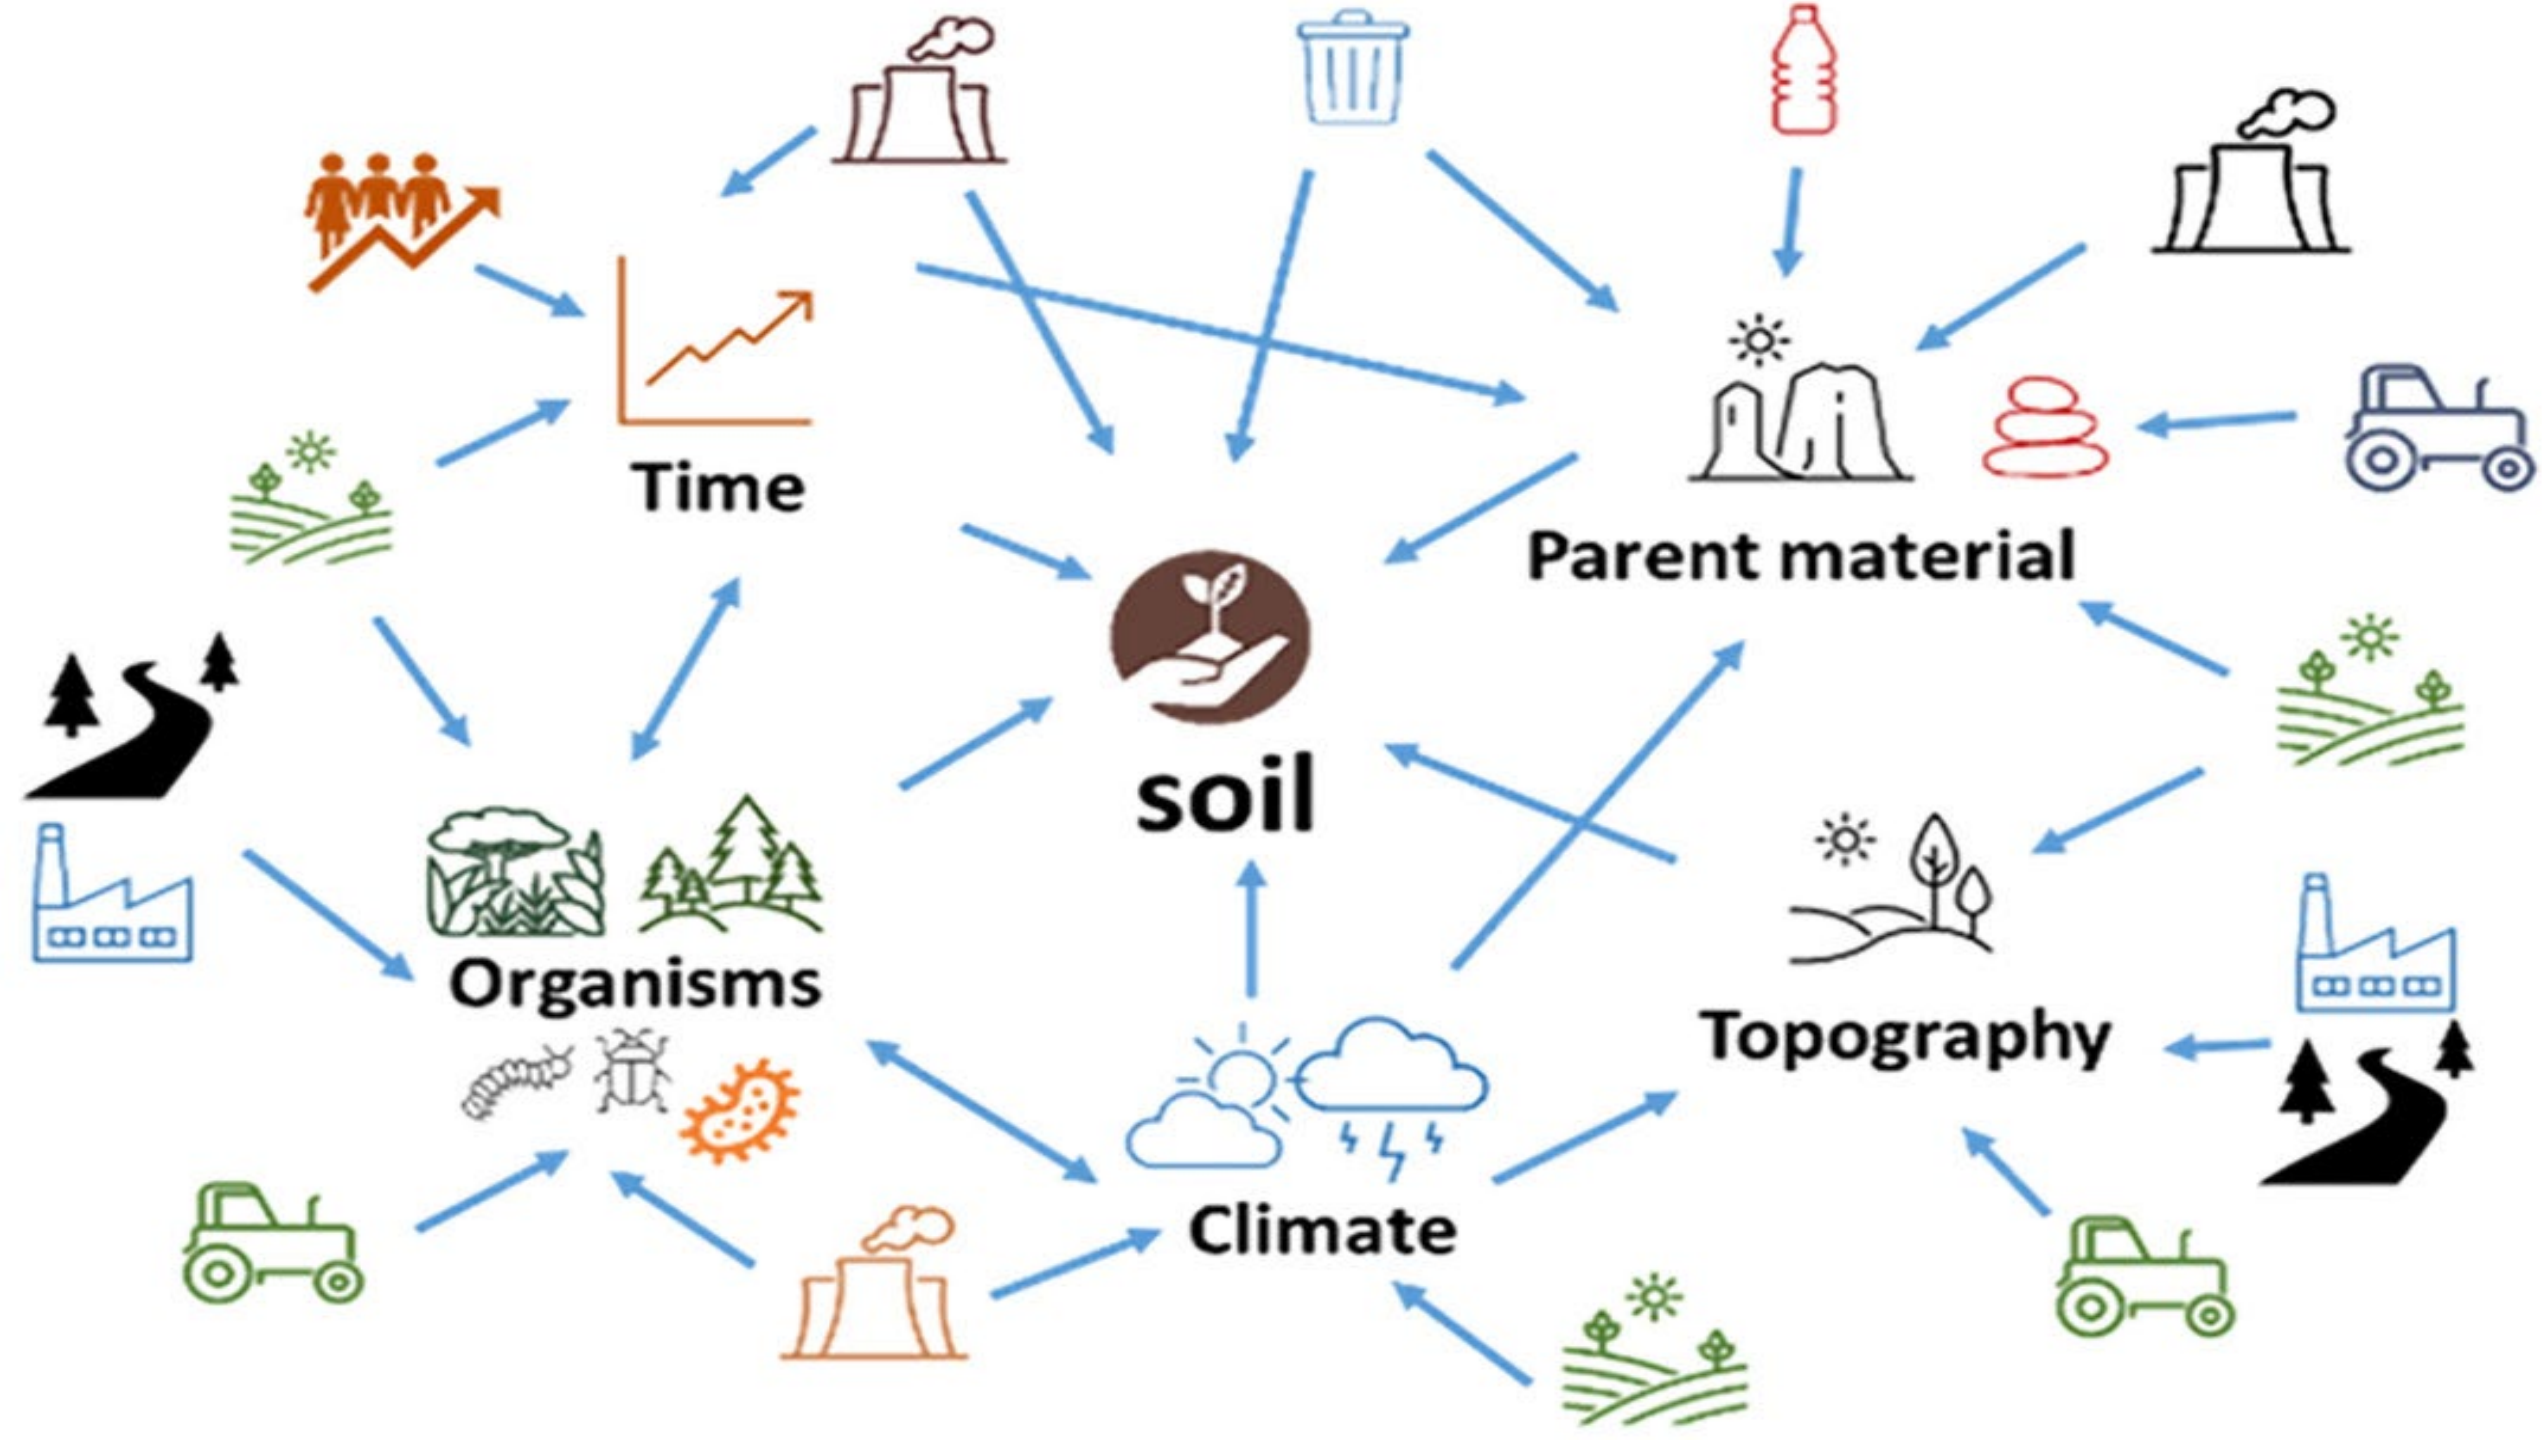 Time
Parent material
soil
Organisms
Topography
Climate